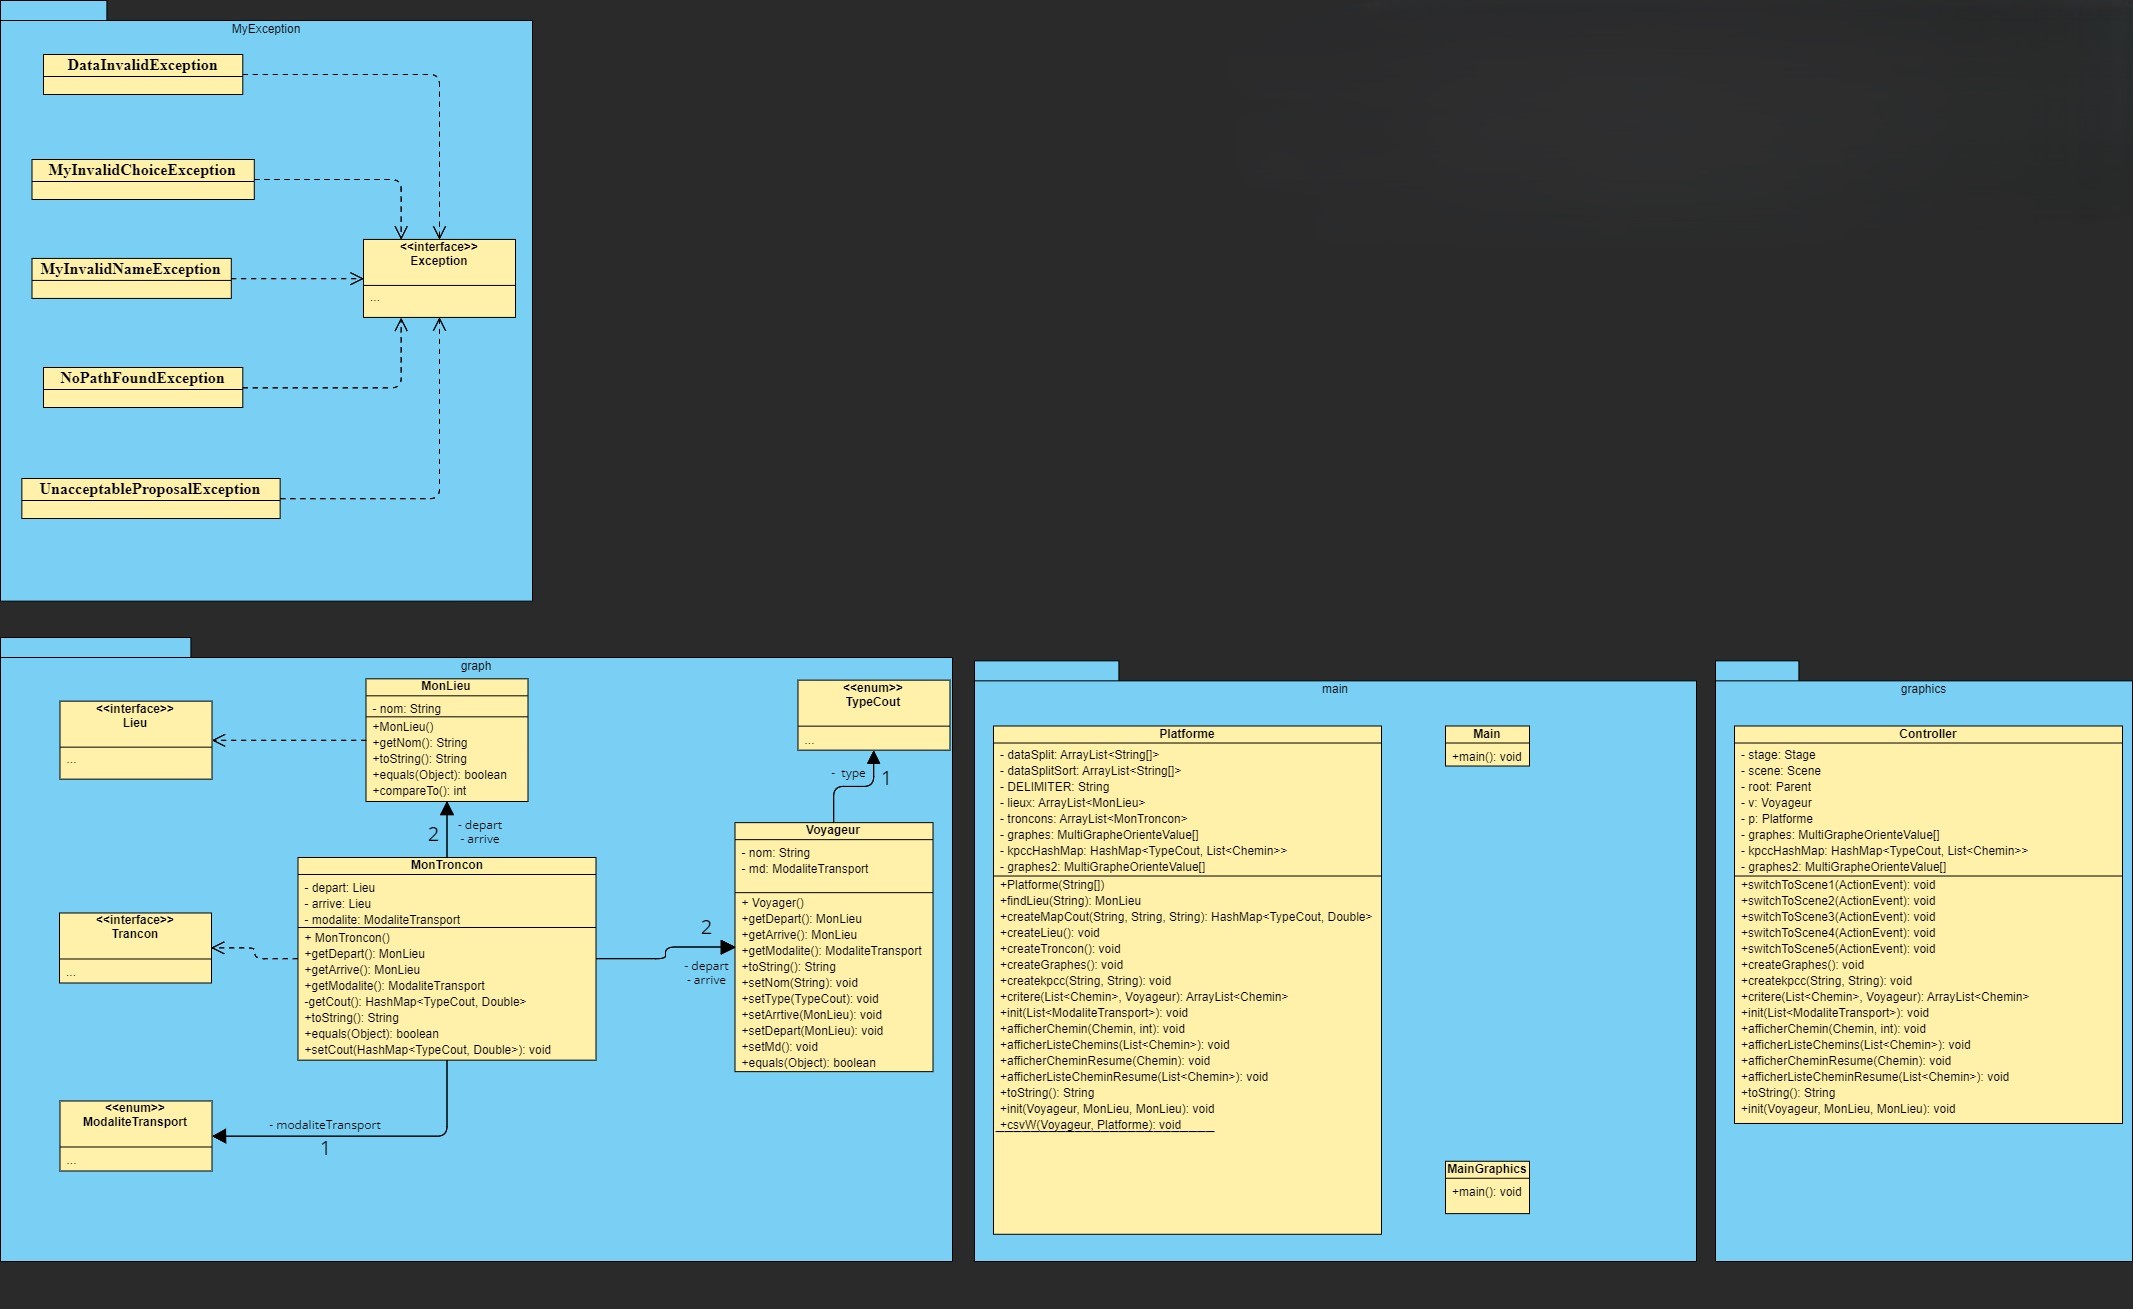 MyException
DataInvalidException
MyInvalidChoiceException
<<interface>>
Exception
...
MyInvalidNameException
NoPathFoundException
UnacceptableProposalException
graph
<<interface>>
Lieu
...
MonLieu
- nom: String
+MonLieu()
+getNom(): String
+toString(): String
+equals(Object): boolean
+compareTo(): int
<<enum>>
TypeCout
...
- type
1
2
- depart
- arrive
MonTroncon
- depart: Lieu
- arrive: Lieu
- modalite: ModaliteTransport
+ MonTroncon()
+getDepart(): MonLieu
+getArrive(): MonLieu
+getModalite(): ModaliteTransport
-getCout(): HashMap<TypeCout, Double>
+toString(): String
+equals(Object): boolean
+setCout(HashMap<TypeCout, Double>): void
<<interface>>
Trancon
...
2
- depart
- arrive
Voyageur
- nom: String
- md: ModaliteTransport
+ Voyager()
+getDepart(): MonLieu
+getArrive(): MonLieu
+getModalite(): ModaliteTransport
+toString(): String
+setNom(String): void
+setType(TypeCout): void
+setArrtive(MonLieu): void
+setDepart(MonLieu): void
+setMd(): void
+equals(Object): boolean
<<enum>>
ModaliteTransport
...
- modaliteTransport
1
main
Platforme
- dataSplit: ArrayList<String[]>
- dataSplitSort: ArrayList<String[]>
- DELIMITER: String
- lieux: ArrayList<MonLieu>
- troncons: ArrayList<MonTroncon>
- graphes: MultiGrapheOrienteValue[]
- kpccHashMap: HashMap<TypeCout, List<Chemin>>
- graphes2: MultiGrapheOrienteValue[]
+Platforme(String[])
+findLieu(String): MonLieu
+createMapCout(String, String, String): HashMap<TypeCout, Double>
+createLieu(): void
+createTroncon(): void
+createGraphes(): void
+createkpcc(String, String): void
+critere(List<Chemin>, Voyageur): ArrayList<Chemin>
+init(List<ModaliteTransport>): void
+afficherChemin(Chemin, int): void
+afficherListeChemins(List<Chemin>): void
+afficherCheminResume(Chemin): void
+afficherListeCheminResume(List<Chemin>): void
+toString(): String
+init(Voyageur, MonLieu, MonLieu): void
+csvW(Voyageur, Platforme): void
Main
+main(): void
MainGraphics
+main(): void
graphics
Controller
- stage: Stage
- scene: Scene
- root: Parent
- v: Voyageur
- p: Platforme
- graphes: MultiGrapheOrienteValue[]
- kpccHashMap: HashMap<TypeCout, List<Chemin>>
- graphes2: MultiGrapheOrienteValue[]
+switchToScene1(ActionEvent): void
+switchToScene2(ActionEvent): void
+switchToScene3(ActionEvent): void
+switchToScene4(ActionEvent): void
+switchToScene5(ActionEvent): void
+createGraphes(): void
+createkpcc(String, String): void
+critere(List<Chemin>, Voyageur): ArrayList<Chemin>
+init(List<ModaliteTransport>): void
+afficherChemin(Chemin, int): void
+afficherListeChemins(List<Chemin>): void
+afficherCheminResume(Chemin): void
+afficherListeCheminResume(List<Chemin>): void
+toString(): String
+init(Voyageur, MonLieu, MonLieu): void